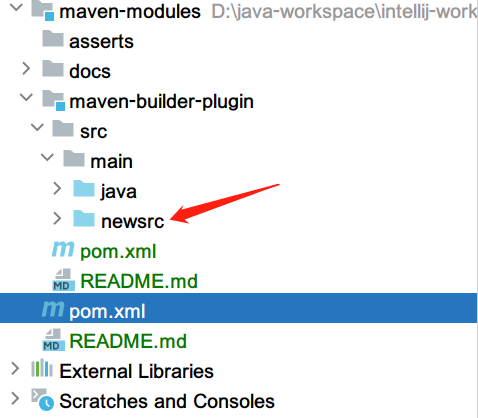 maven-modules D:\java-workspace\intellij-work
asserts
docs
maven-builder-plugin
src
main
java
newsrc
m pom.xml
MD README.md
m pom.xml
MD README.md
External Libraries
Scratches and Consoles